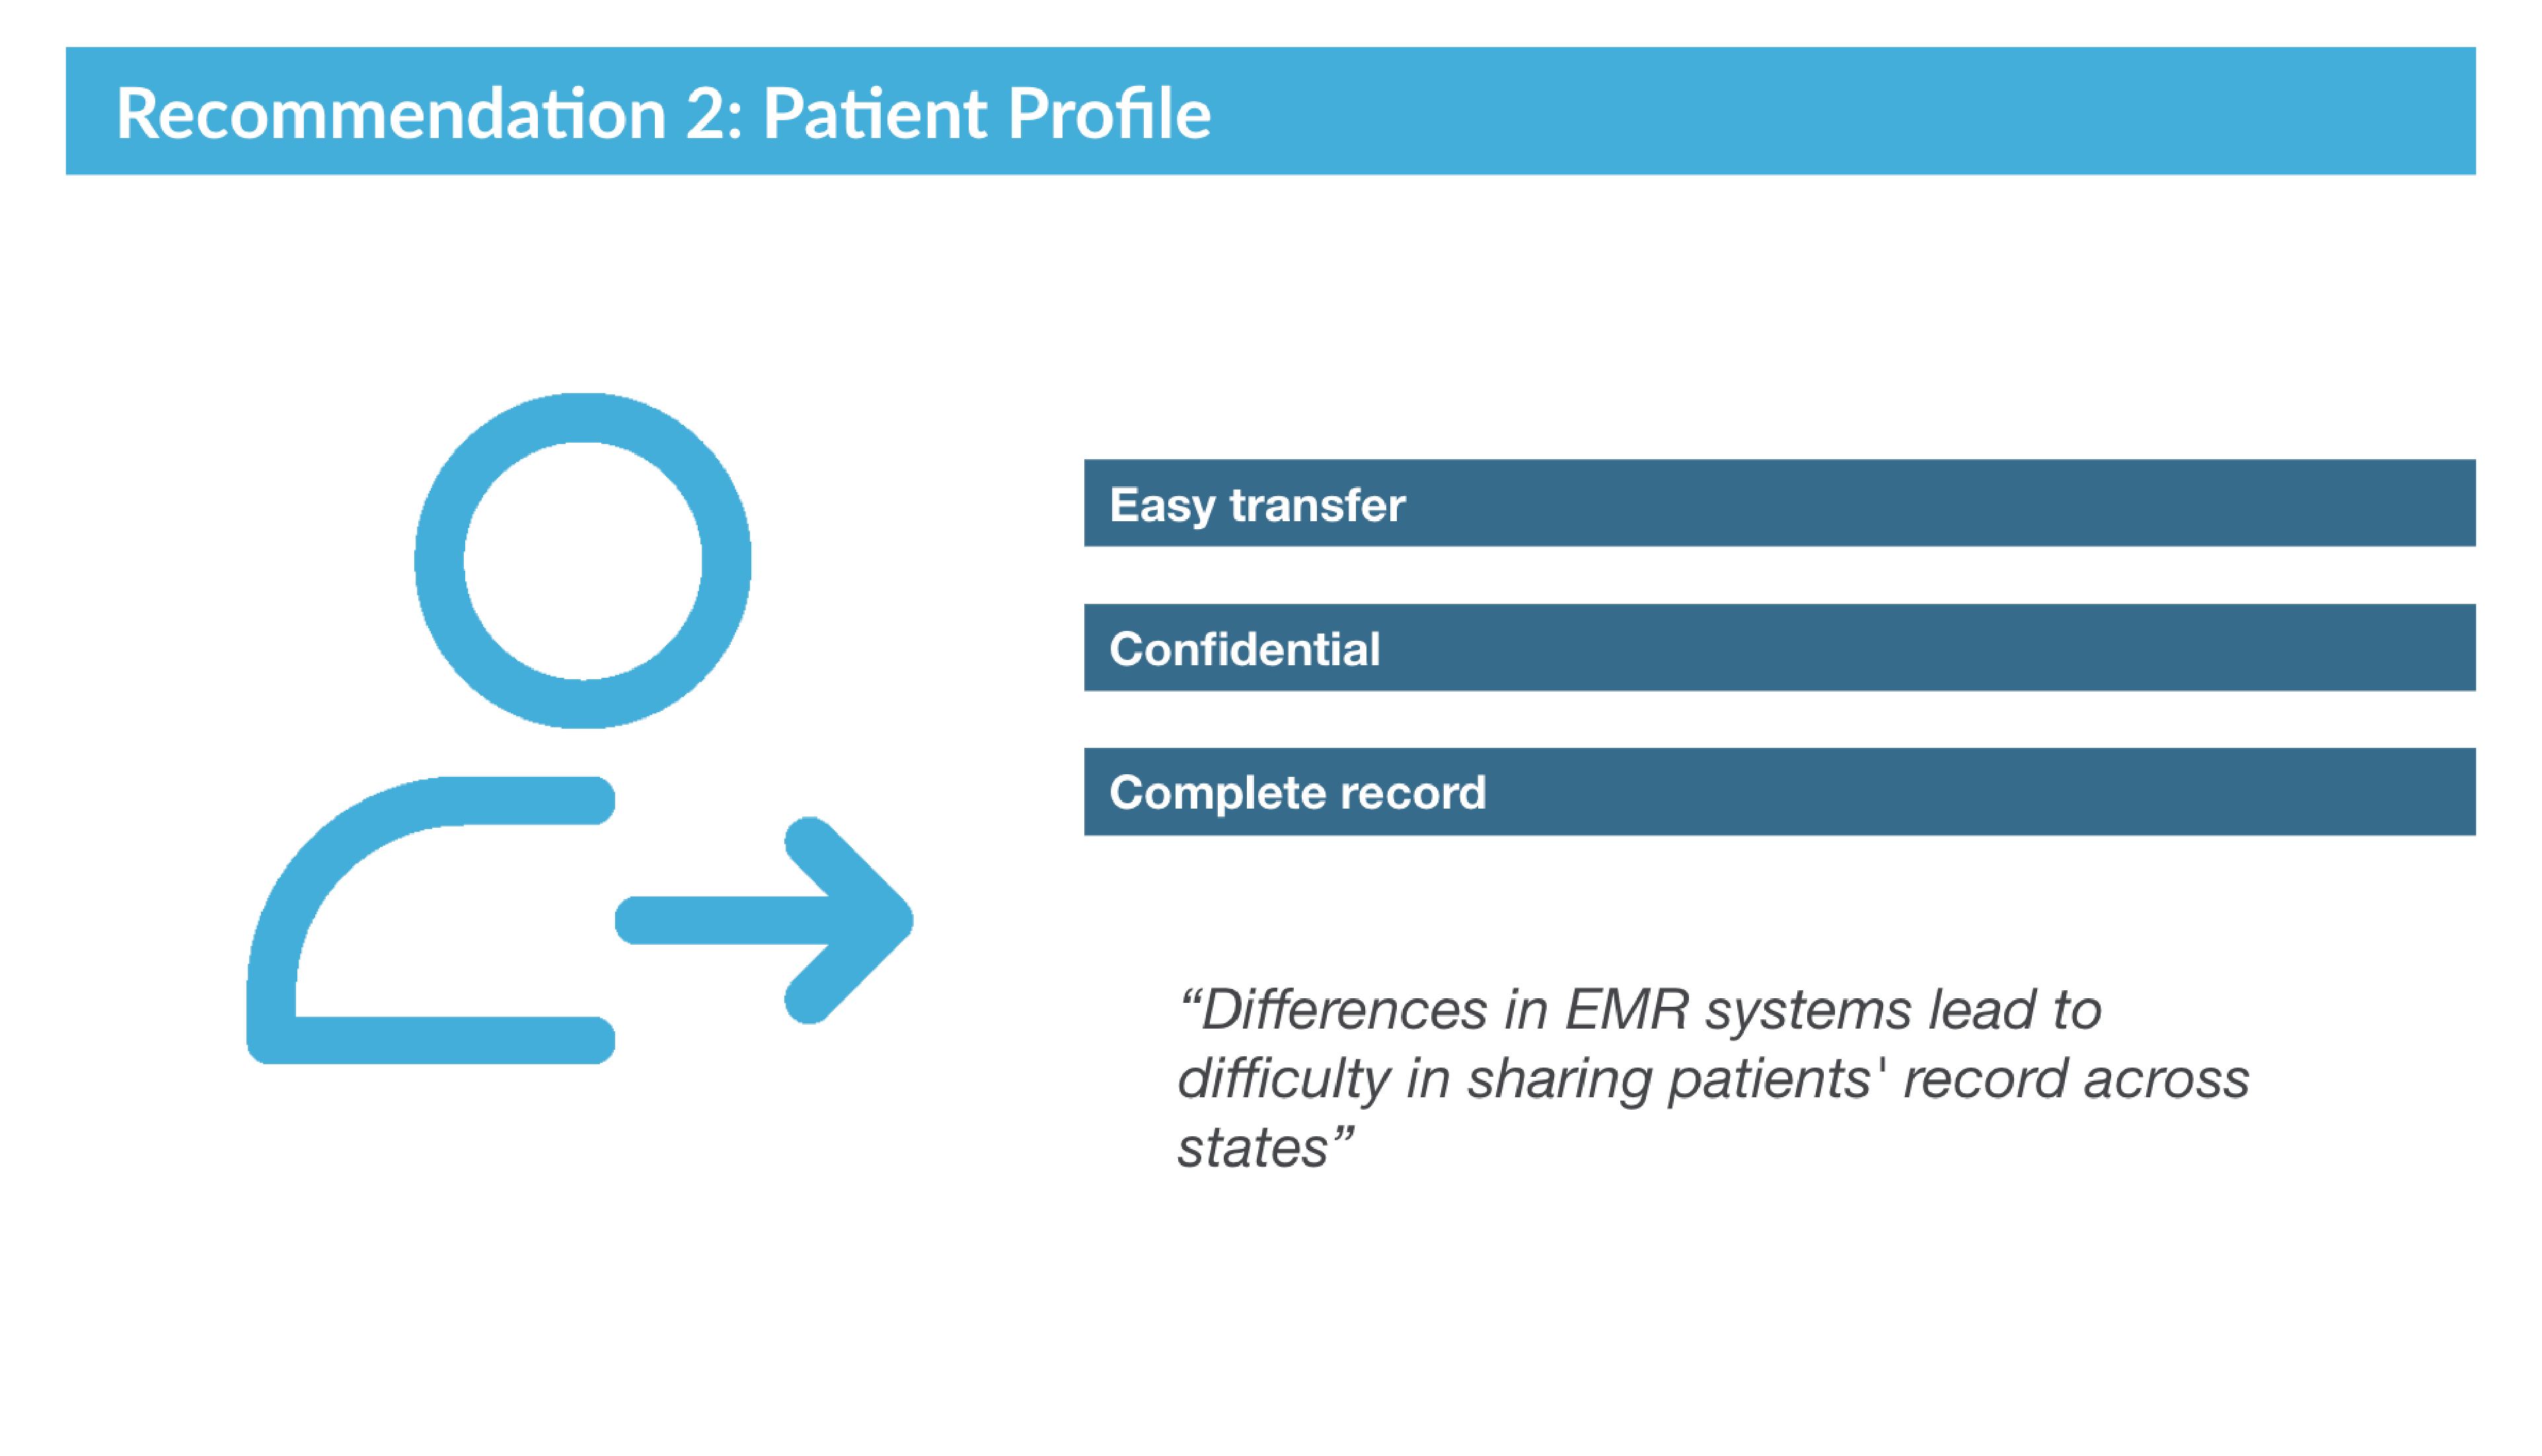 Recommendation 2: Patient Profile
Easy transfer
Confidential
Complete record
“Differences in EMR systems lead to
difficulty in sharing patients' record across
states”